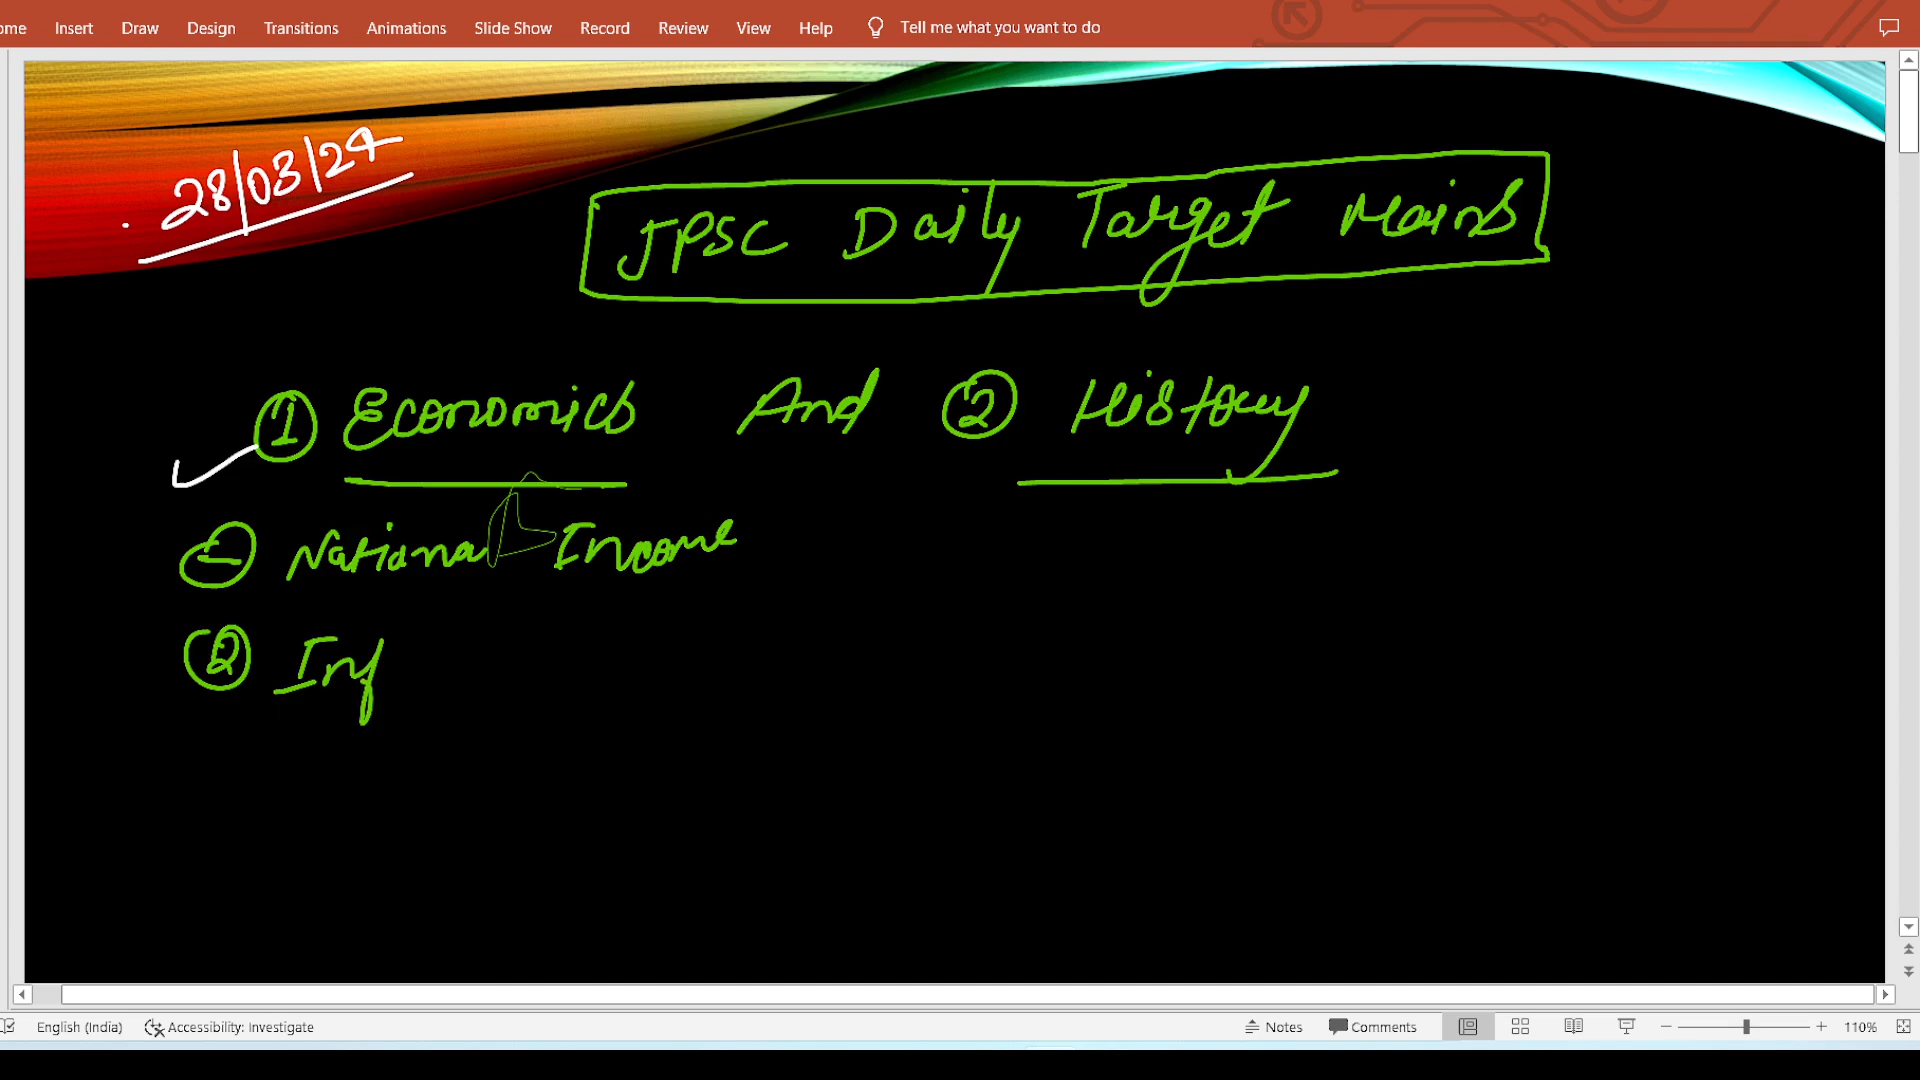 ome Insert Draw Design Transitions Animations Slide Show Record Review View Help Tell me what you want to do
28/03/24
JPSC Daily Target Mains
① Economics And ② History
National Income
② Inf
English (India) Accessibility: Investigate Notes Comments 110%